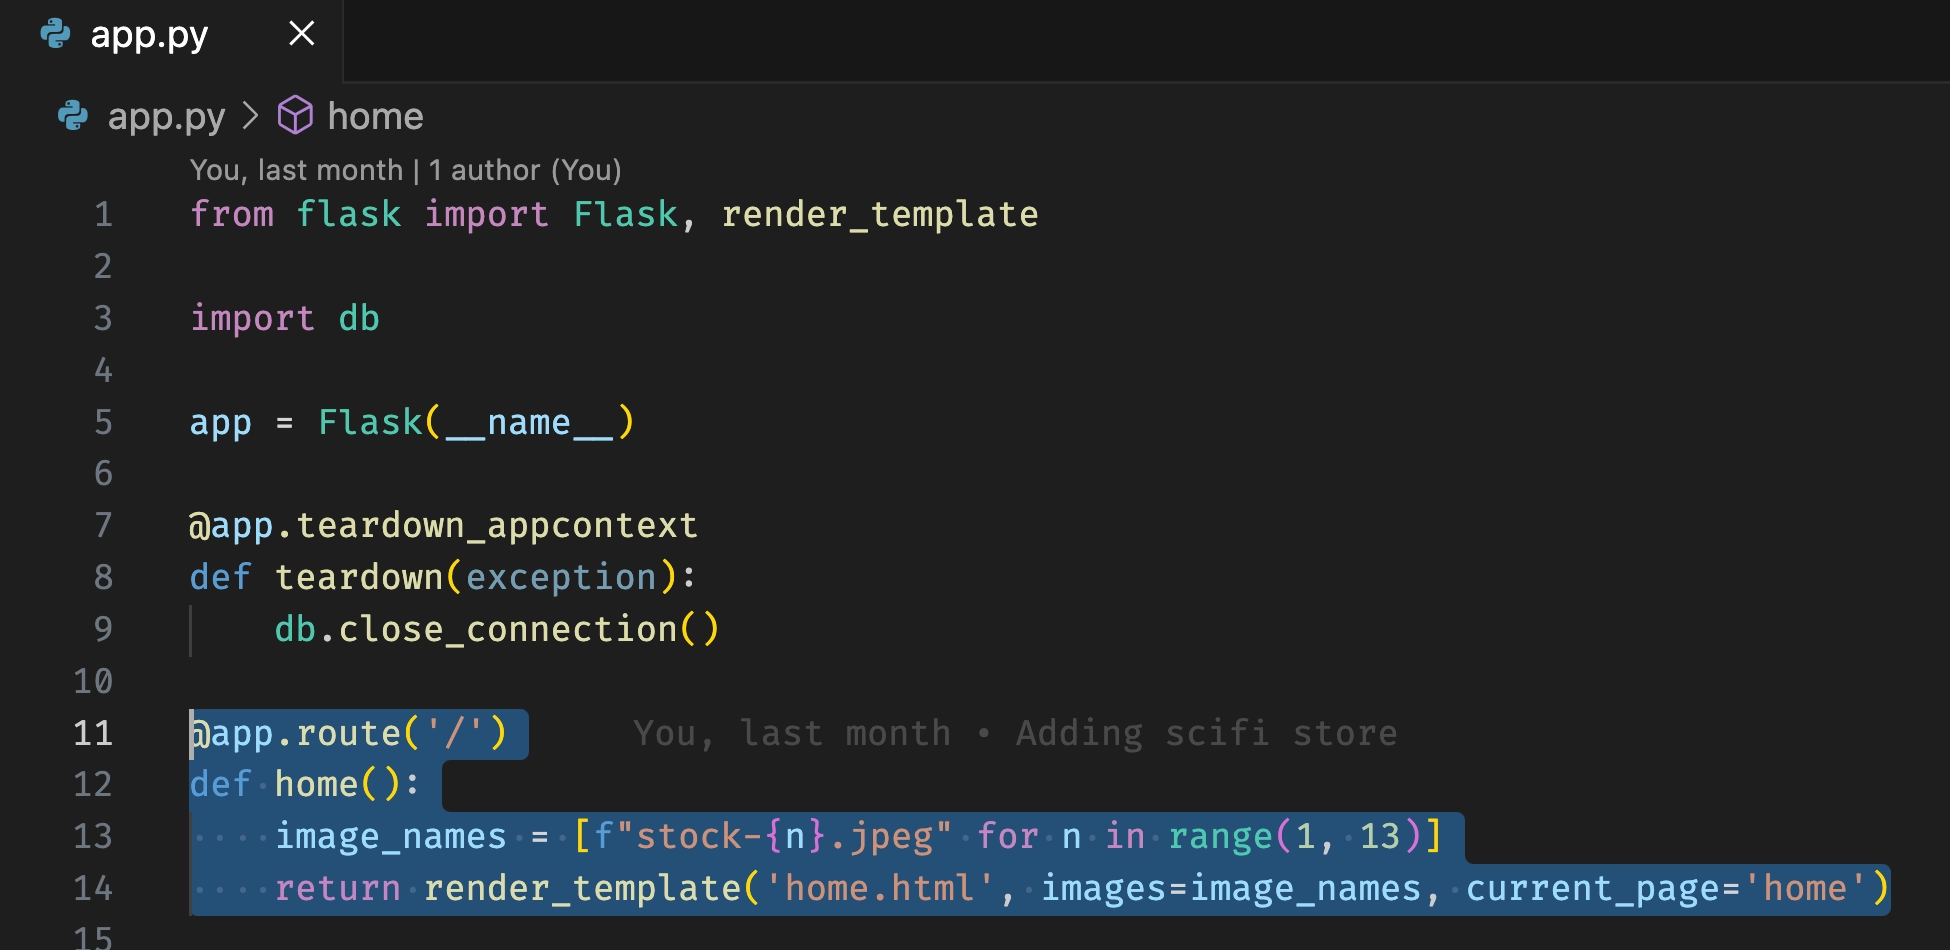 app.py
app.py > home
You, last month | 1 author (You)
1 from flask import Flask, render_template
2
3 import db
4
5 app = Flask(__name__)
6
7 @app.teardown_appcontext
8 def teardown(exception):
9     db.close_connection()
10
11 @app.route('/') You, last month • Adding scifi store
12 def home():
13     image_names = [f"stock-{n}.jpeg" for n in range(1, 13)]
14     return render_template('home.html', images=image_names, current_page='home')
15